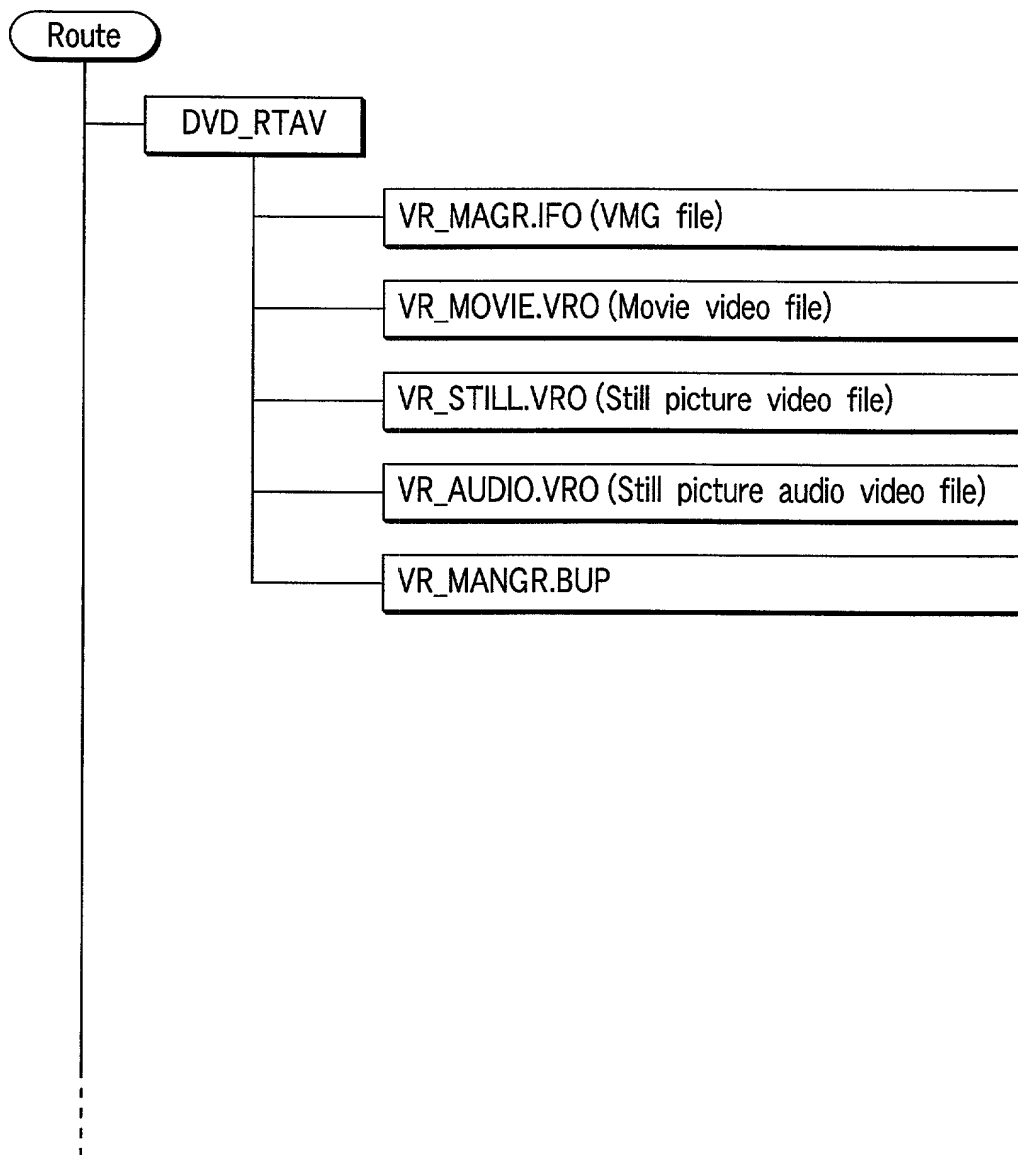 Route
DVD_RTAV
VR_MAGR.IFO (VMG file)
VR_MOVIE.VRO (Movie video file)
VR_STILL.VRO (Still picture video file)
VR_AUDIO.VRO (Still picture audio video file)
VR_MANGR.BUP